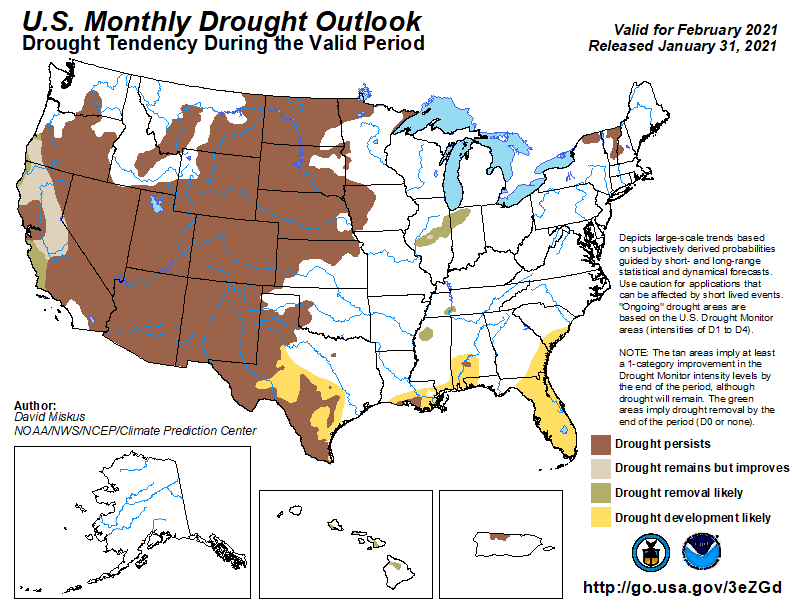 U.S. Monthly Drought Outlook
Drought Tendency During the Valid Period
Valid for February 2021
Released January 31, 2021
Depicts large-scale trends based
on subjectively derived probabilities
guided by short- and long-range
statistical and dynamical forecasts.
Use caution for applications that
can be affected by short lived events.
"Ongoing" drought areas are
based on the U.S. Drought Monitor
areas (intensities of D1 to D4).
NOTE: The tan areas imply at least
a 1-category improvement in the
Drought Monitor intensity levels by
the end of the period, although
drought will remain. The green
areas imply drought removal by the
end of the period (D0 or none).
Author:
David Miskus
NOAA/NWS/NCEP/Climate Prediction Center
Drought persists
Drought remains but improves
Drought removal likely
Drought development likely
http://go.usa.gov/3eZGd